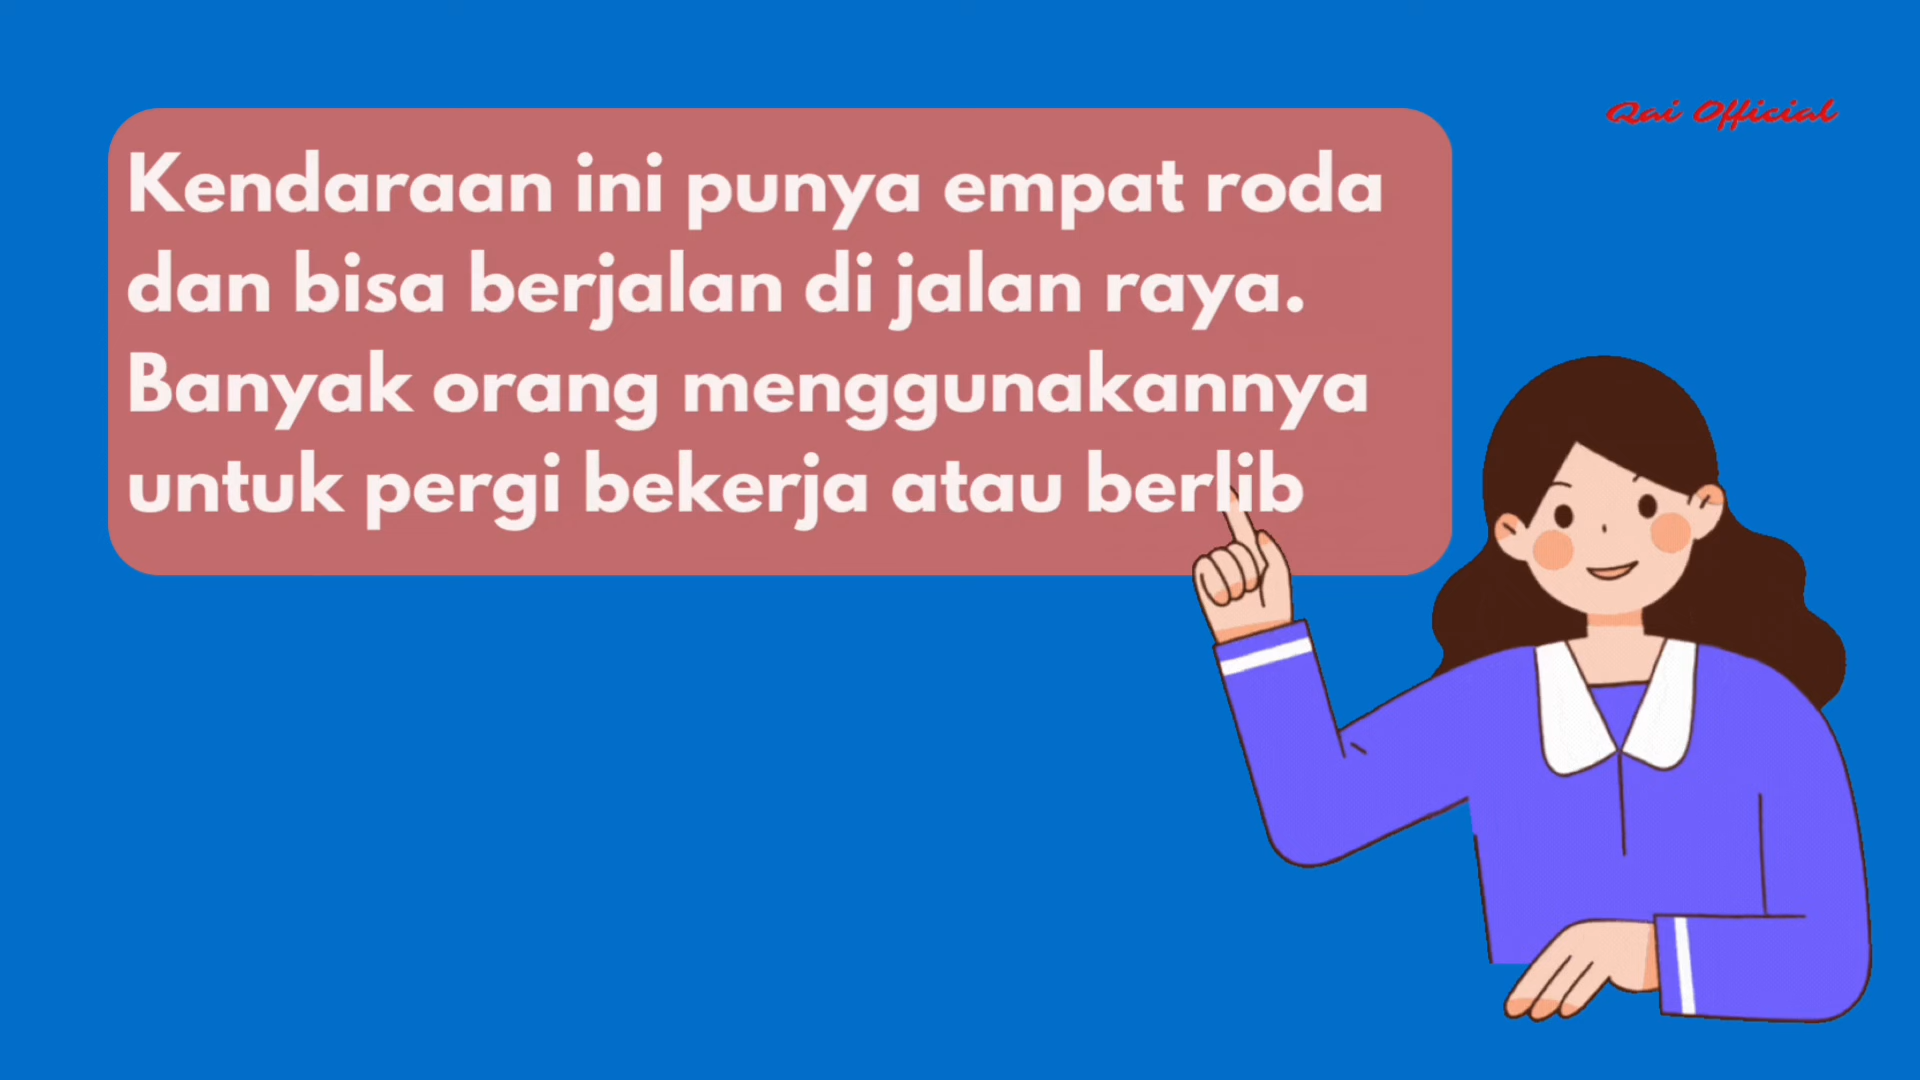 Qai Official
Kendaraan ini punya empat roda
dan bisa berjalan di jalan raya.
Banyak orang menggunakannya
untuk pergi bekerja atau berlib